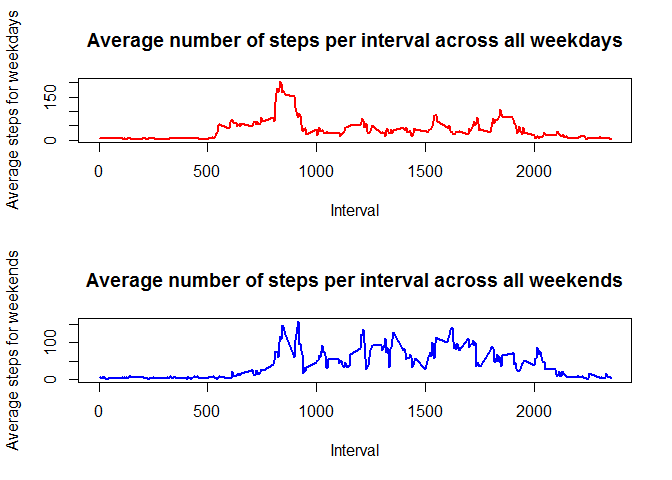 Average number of steps per interval across all weekdays
Average steps for weekdays
150
0
0 500 1000 1500 2000
Interval
Average number of steps per interval across all weekends
Average steps for weekends
100
0
0 500 1000 1500 2000
Interval